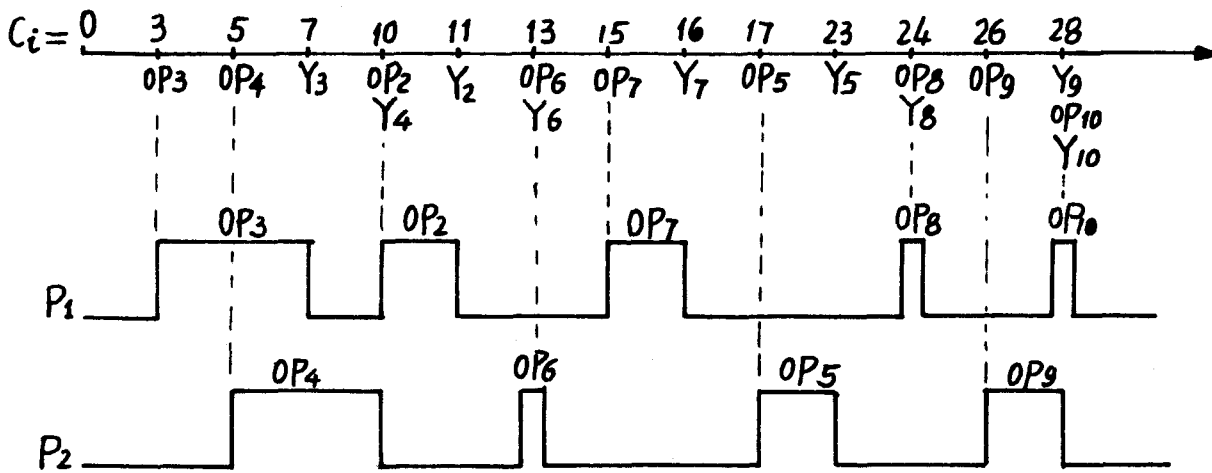 Ci= 0 3 5 7 10 11 13 15 16 17 23 24 26 28
OP3 OP4 Y3 OP2 Y2 OP6 OP7 Y7 OP5 Y5 OP8 OP9 Y9
Y4 Y6 Y8 OP10
Y10
OP3 OP2 OP7 OP8 OP10
P1
OP4 OP6 OP5 OP9
P2